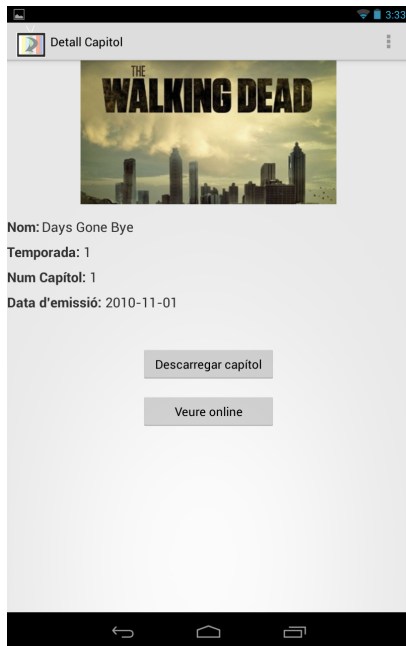 3:33
Detall Capitol
THE
WALKING DEAD
Nom: Days Gone Bye
Temporada: 1
Num Capítol: 1
Data d'emissió: 2010-11-01
Descarregar capítol
Veure online